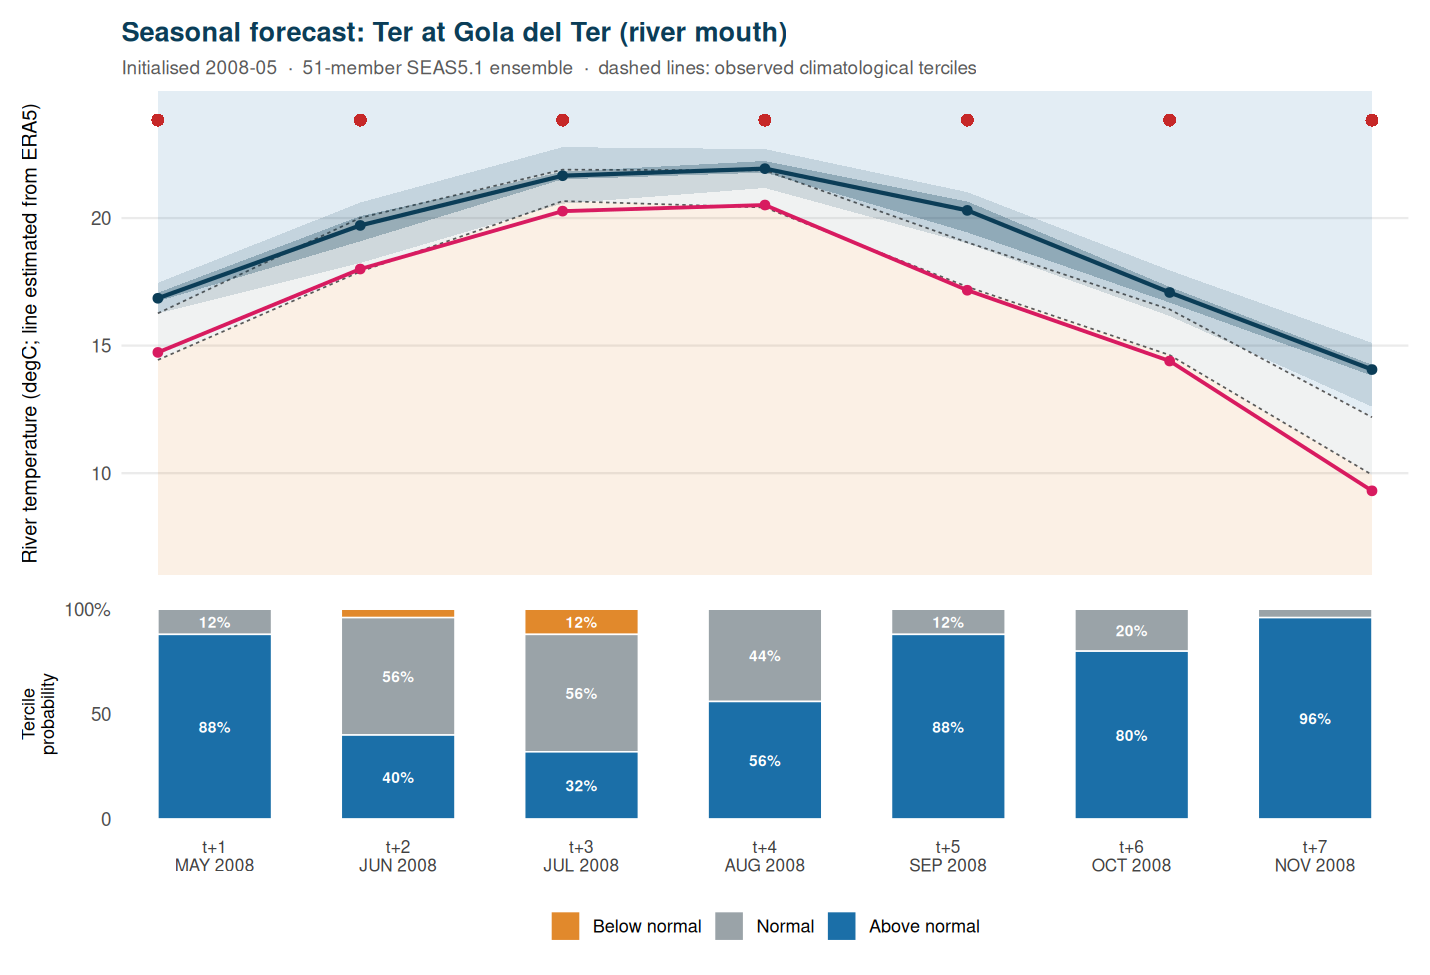 Seasonal forecast: Ter at Gola del Ter (river mouth)
Initialised 2008-05 · 51-member SEAS5.1 ensemble · dashed lines: observed climatological terciles
River temperature (degC; line estimated from ERA5)
20
15
10
100%
50
0
Tercile
probability
12%
88%
56%
40%
12%
56%
32%
44%
56%
12%
88%
20%
80%
96%
t+1
MAY 2008
t+2
JUN 2008
t+3
JUL 2008
t+4
AUG 2008
t+5
SEP 2008
t+6
OCT 2008
t+7
NOV 2008
Below normal
Normal
Above normal